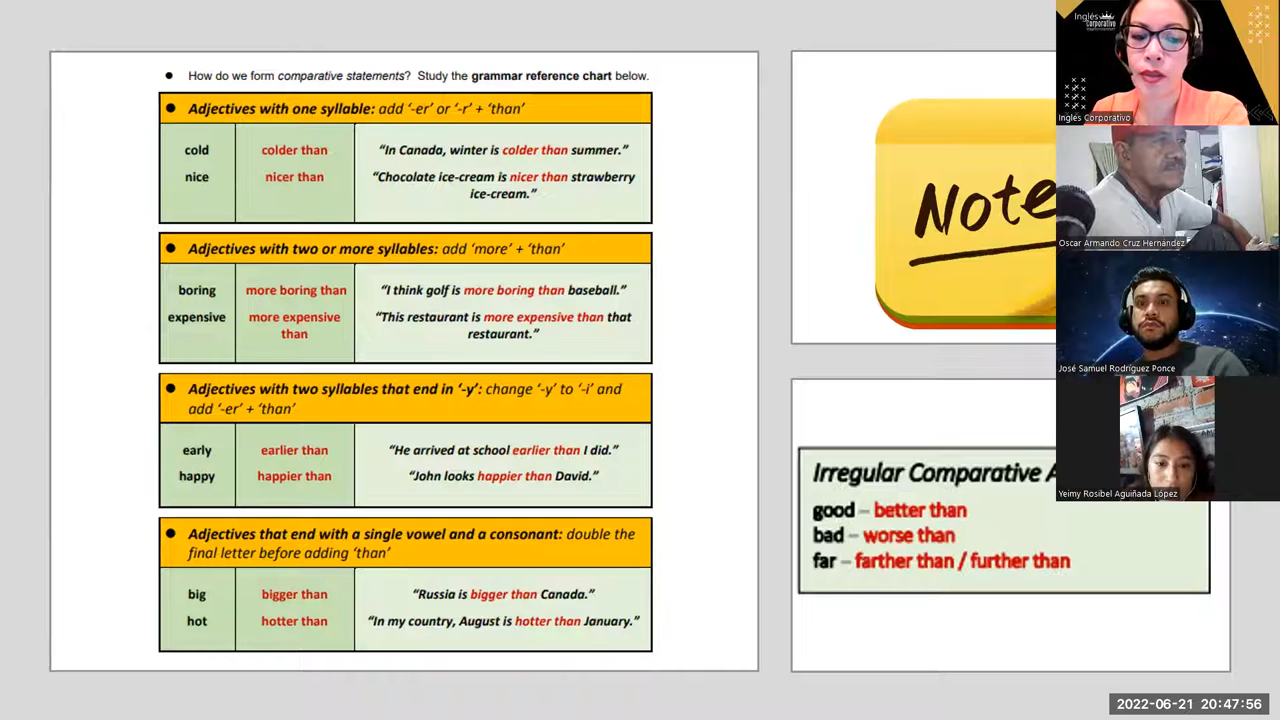 ● How do we form comparative statements? Study the grammar reference chart below.
● Adjectives with one syllable: add ‘-er’ or ‘-r’ + ‘than’
cold colder than “In Canada, winter is colder than summer.”
nice nicer than “Chocolate ice-cream is nicer than strawberry
ice-cream.”
● Adjectives with two or more syllables: add ‘more’ + ‘than’
boring more boring than “I think golf is more boring than baseball.”
expensive more expensive “This restaurant is more expensive than that
than restaurant.”
● Adjectives with two syllables that end in ‘-y’: change ‘-y’ to ‘-i’ and
add ‘-er’ + ‘than’
early earlier than “He arrived at school earlier than I did.”
happy happier than “John looks happier than David.”
● Adjectives that end with a single vowel and a consonant: double the
final letter before adding ‘than’
big bigger than “Russia is bigger than Canada.”
hot hotter than “In my country, August is hotter than January.”
Note
Irregular Comparative A
good – better than
bad – worse than
far – farther than / further than
Inglés
Corporativo
Inglés Corporativo
Oscar Armando Cruz Hernández
José Samuel Rodríguez Ponce
Yeimy Rosibel Aguiñada López
2022-06-21 20:47:56